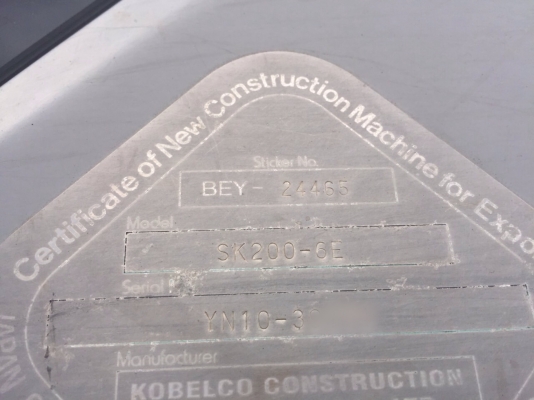 Certificate of New Construction Machine for Expo
Sticker No.
BEY- 24465
Model
SK200-6E
Serial
YN10-3
Manufacturer
KOBELCO CONSTRUCTION